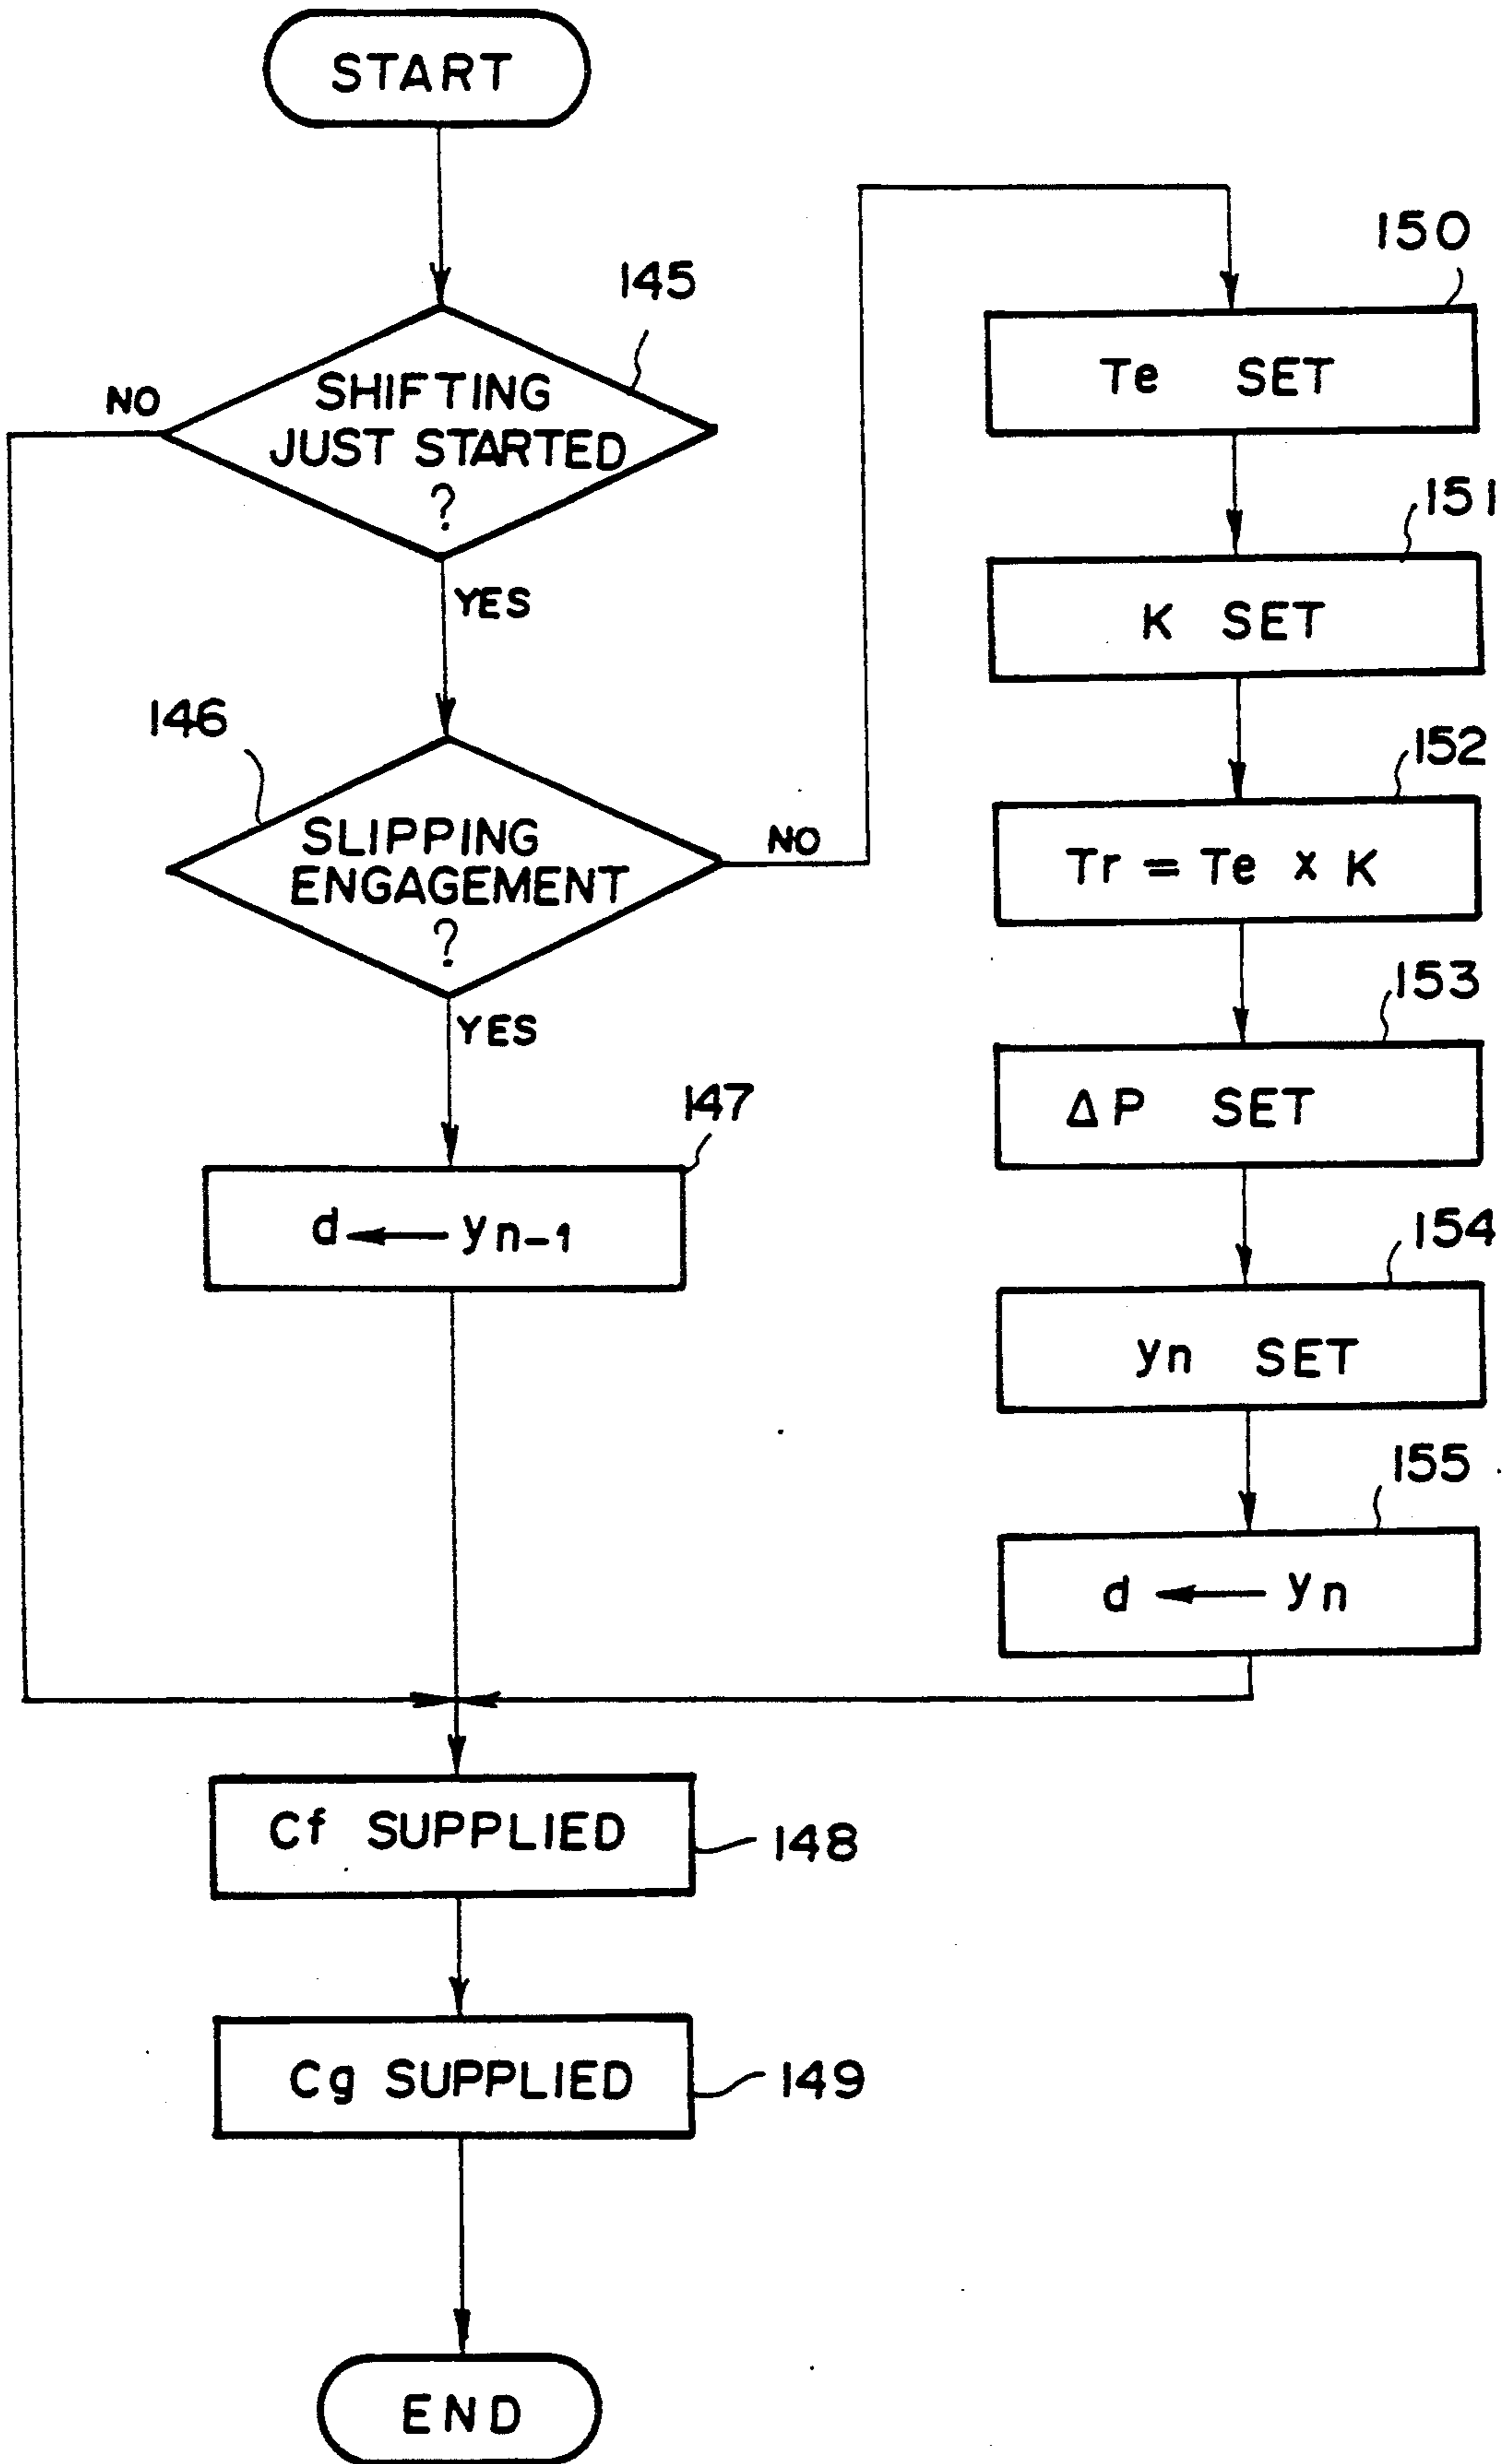 START
145
NO
SHIFTING
JUST STARTED
?
YES
146
SLIPPING
ENGAGEMENT
?
NO
YES
147
d ← yn-1
150
Te SET
151
K SET
152
Tr = Te x K
153
ΔP SET
154
yn SET
155
d ← yn
Cf SUPPLIED
148
Cg SUPPLIED
149
END